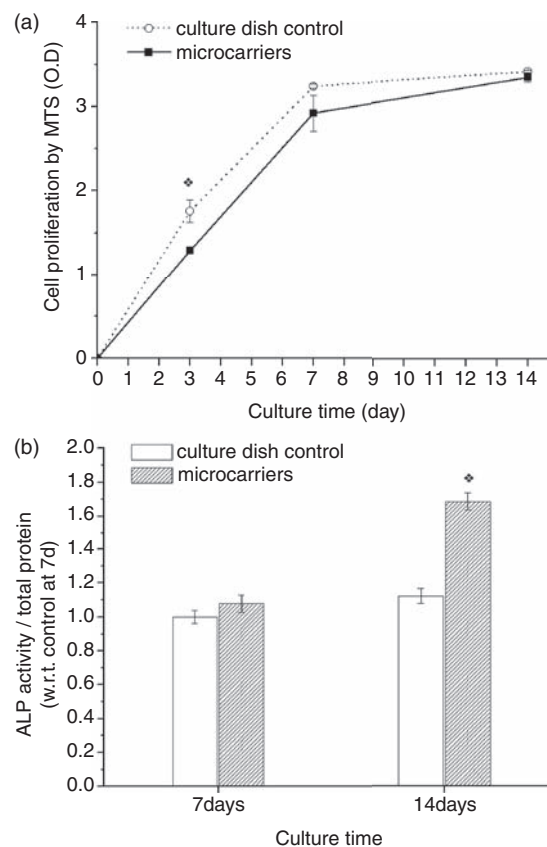 (a)
culture dish control
microcarriers
Cell proliferation by MTS (O.D)
4
3
2
1
0
0 1 2 3 4 5 6 7 8 9 10 11 12 13 14
Culture time (day)
(b)
culture dish control
microcarriers
ALP activity / total protein
(w.r.t. control at 7d)
2.0
1.8
1.6
1.4
1.2
1.0
0.8
0.6
0.4
0.2
0.0
7days 14days
Culture time